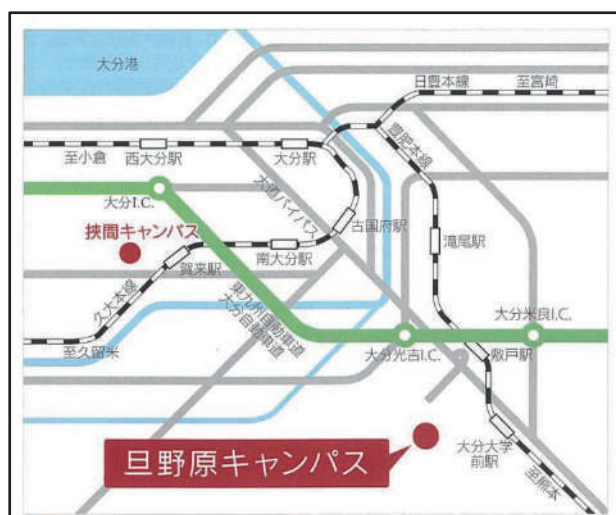 大分港
日豊本線
至宮崎
至小倉
西大分駅
大分駅
豊肥本線
大分I.C.
大道バイパス
古国府駅
挾間キャンパス
滝尾駅
賀来駅
南大分駅
久大本線
東九州自動車道
大分自動車道
大分米良I.C.
至久留米
大分光吉I.C.
敷戸駅
旦野原キャンパス
大分大学
前駅
至熊本